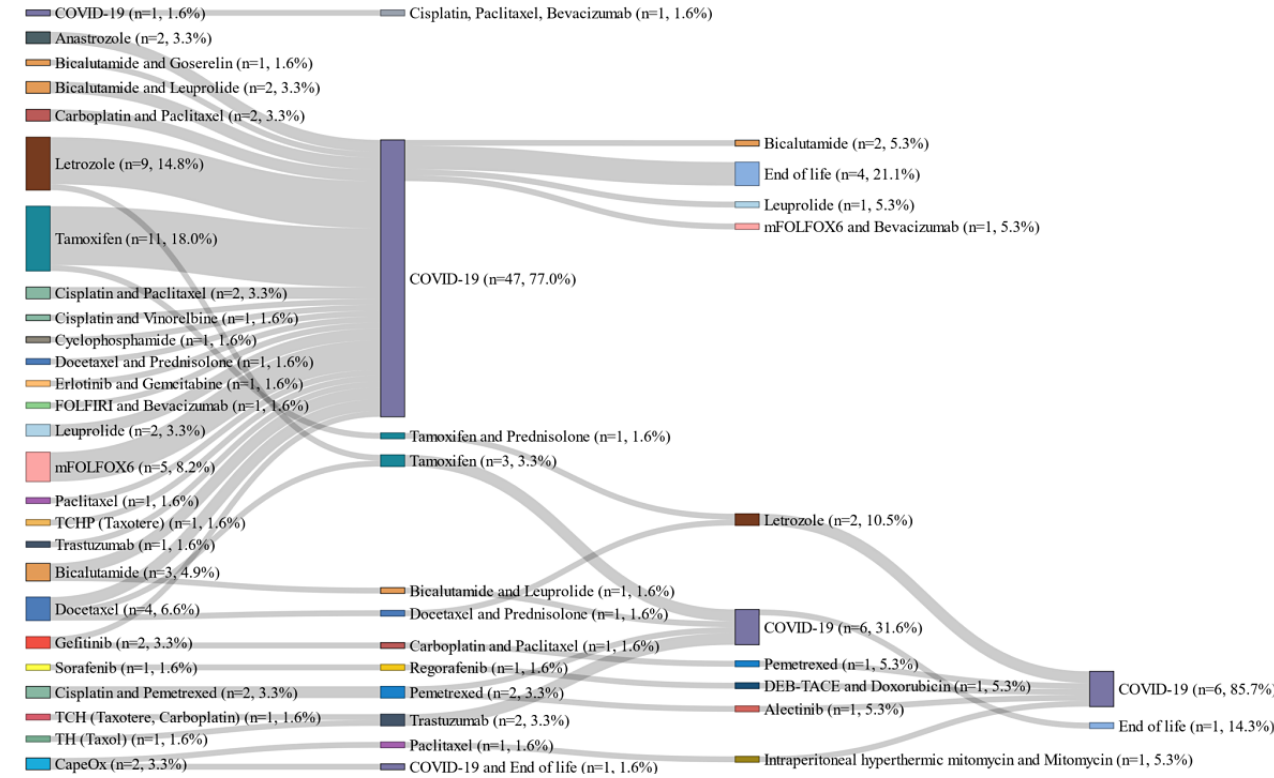 COVID-19 (n=1, 1.6%)
Anastrozole (n=2, 3.3%)
Bicalutamide and Goserelin (n=1, 1.6%)
Bicalutamide and Leuprolide (n=2, 3.3%)
Carboplatin and Paclitaxel (n=2, 3.3%)
Letrozole (n=9, 14.8%)
Tamoxifen (n=11, 18.0%)
Cisplatin and Paclitaxel (n=2, 3.3%)
Cisplatin and Vinorelbine (n=1, 1.6%)
Cyclophosphamide (n=1, 1.6%)
Docetaxel and Prednisolone (n=1, 1.6%)
Erlotinib and Gemcitabine (n=1, 1.6%)
FOLFIRI and Bevacizumab (n=1, 1.6%)
Leuprolide (n=2, 3.3%)
mFOLFOX6 (n=5, 8.2%)
Paclitaxel (n=1, 1.6%)
TCHP (Taxotere) (n=1, 1.6%)
Trastuzumab (n=1, 1.6%)
Bicalutamide (n=3, 4.9%)
Docetaxel (n=4, 6.6%)
Gefitinib (n=2, 3.3%)
Sorafenib (n=1, 1.6%)
Cisplatin and Pemetrexed (n=2, 3.3%)
TCH (Taxotere, Carboplatin) (n=1, 1.6%)
TH (Taxol) (n=1, 1.6%)
CapeOx (n=2, 3.3%)
Cisplatin, Paclitaxel, Bevacizumab (n=1, 1.6%)
COVID-19 (n=47, 77.0%)
Tamoxifen and Prednisolone (n=1, 1.6%)
Tamoxifen (n=3, 3.3%)
Bicalutamide and Leuprolide (n=1, 1.6%)
Docetaxel and Prednisolone (n=1, 1.6%)
Carboplatin and Paclitaxel (n=1, 1.6%)
Regorafenib (n=1, 1.6%)
Pemetrexed (n=2, 3.3%)
Trastuzumab (n=2, 3.3%)
Paclitaxel (n=1, 1.6%)
COVID-19 and End of life (n=1, 1.6%)
Bicalutamide (n=2, 5.3%)
End of life (n=4, 21.1%)
Leuprolide (n=1, 5.3%)
mFOLFOX6 and Bevacizumab (n=1, 5.3%)
Letrozole (n=2, 10.5%)
COVID-19 (n=6, 31.6%)
Pemetrexed (n=1, 5.3%)
DEB-TACE and Doxorubicin (n=1, 5.3%)
Alectinib (n=1, 5.3%)
Intraperitoneal hyperthermic mitomycin and Mitomycin (n=1, 5.3%)
COVID-19 (n=6, 85.7%)
End of life (n=1, 14.3%)